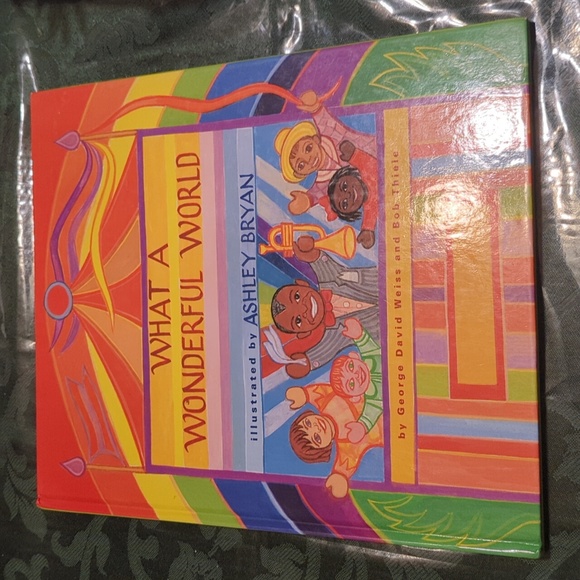 WHAT A
WONDERFUL WORLD
illustrated by ASHLEY BRYAN
by George David Weiss and Bob Thiele